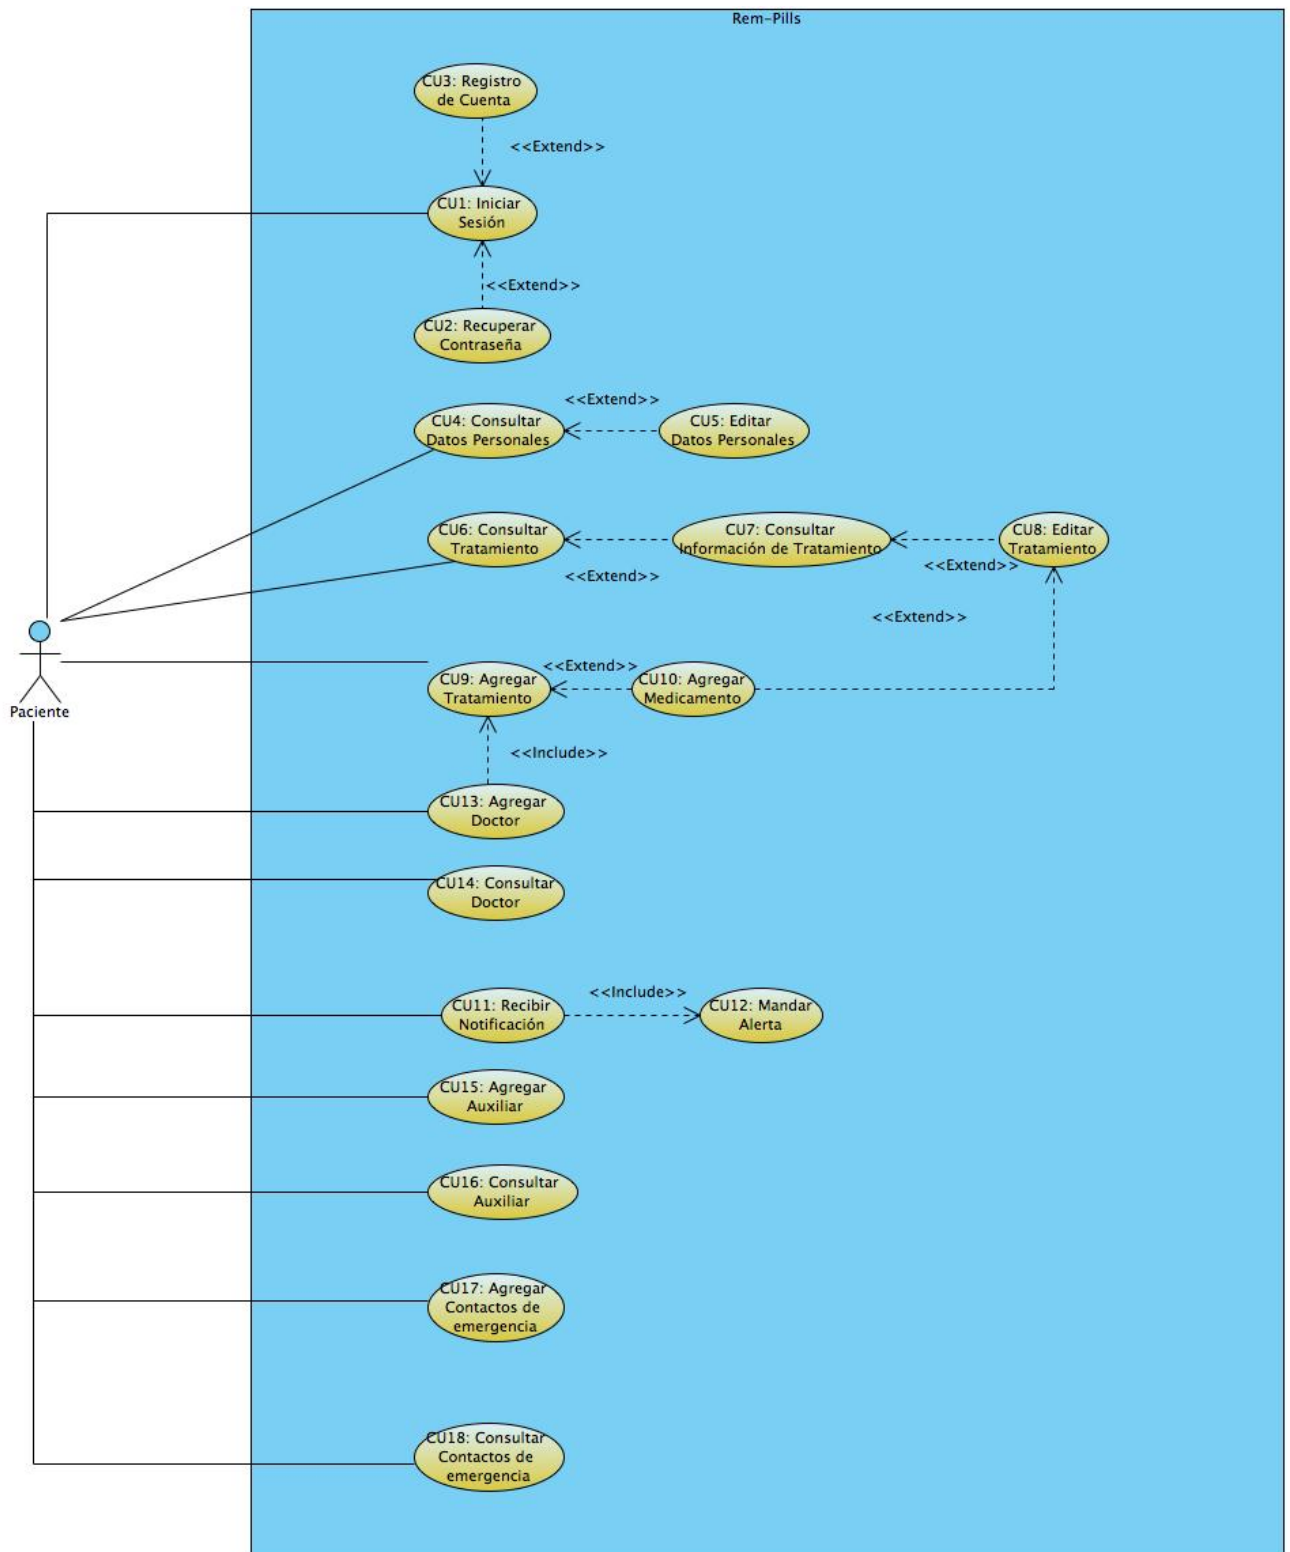 Rem-Pills
CU3: Registro
de Cuenta
<<Extend>>
CU1: Iniciar
Sesión
<<Extend>>
CU2: Recuperar
Contraseña
<<Extend>>
CU4: Consultar
Datos Personales
CU5: Editar
Datos Personales
CU6: Consultar
Tratamiento
CU7: Consultar
Información de Tratamiento
CU8: Editar
Tratamiento
<<Extend>>
<<Extend>>
<<Extend>>
Paciente
CU9: Agregar
Tratamiento
<<Extend>>
CU10: Agregar
Medicamento
<<Include>>
CU13: Agregar
Doctor
CU14: Consultar
Doctor
CU11: Recibir
Notificación
<<Include>>
CU12: Mandar
Alerta
CU15: Agregar
Auxiliar
CU16: Consultar
Auxiliar
CU17: Agregar
Contactos de
emergencia
CU18: Consultar
Contactos de
emergencia